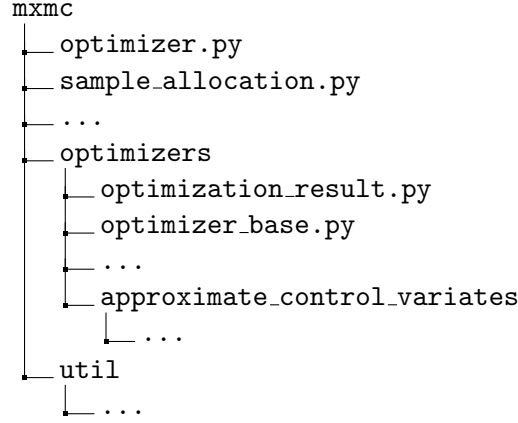 mxmc
optimizer.py
sample_allocation.py
...
optimizers
optimization_result.py
optimizer_base.py
...
approximate_control_variates
...
util
...